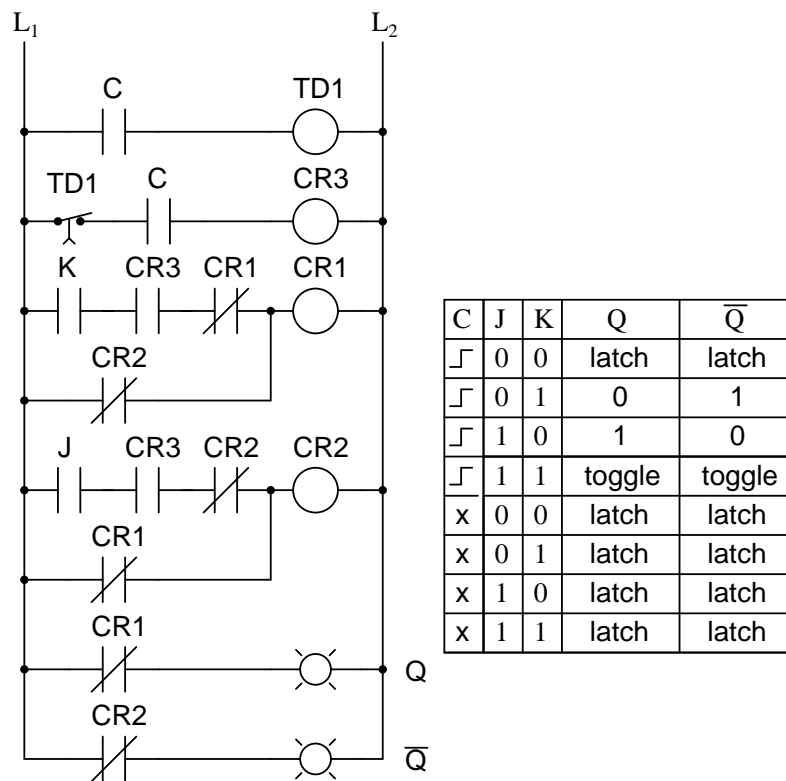 L₁ L₂
C TD1
TD1 C CR3
K CR3 CR1 CR1
CR2
J CR3 CR2 CR2
CR1
CR1
Q
CR2
Q̅
C J K Q Q̅
0 0 latch latch
0 1 0 1
1 0 1 0
1 1 toggle toggle
x 0 0 latch latch
x 0 1 latch latch
x 1 0 latch latch
x 1 1 latch latch